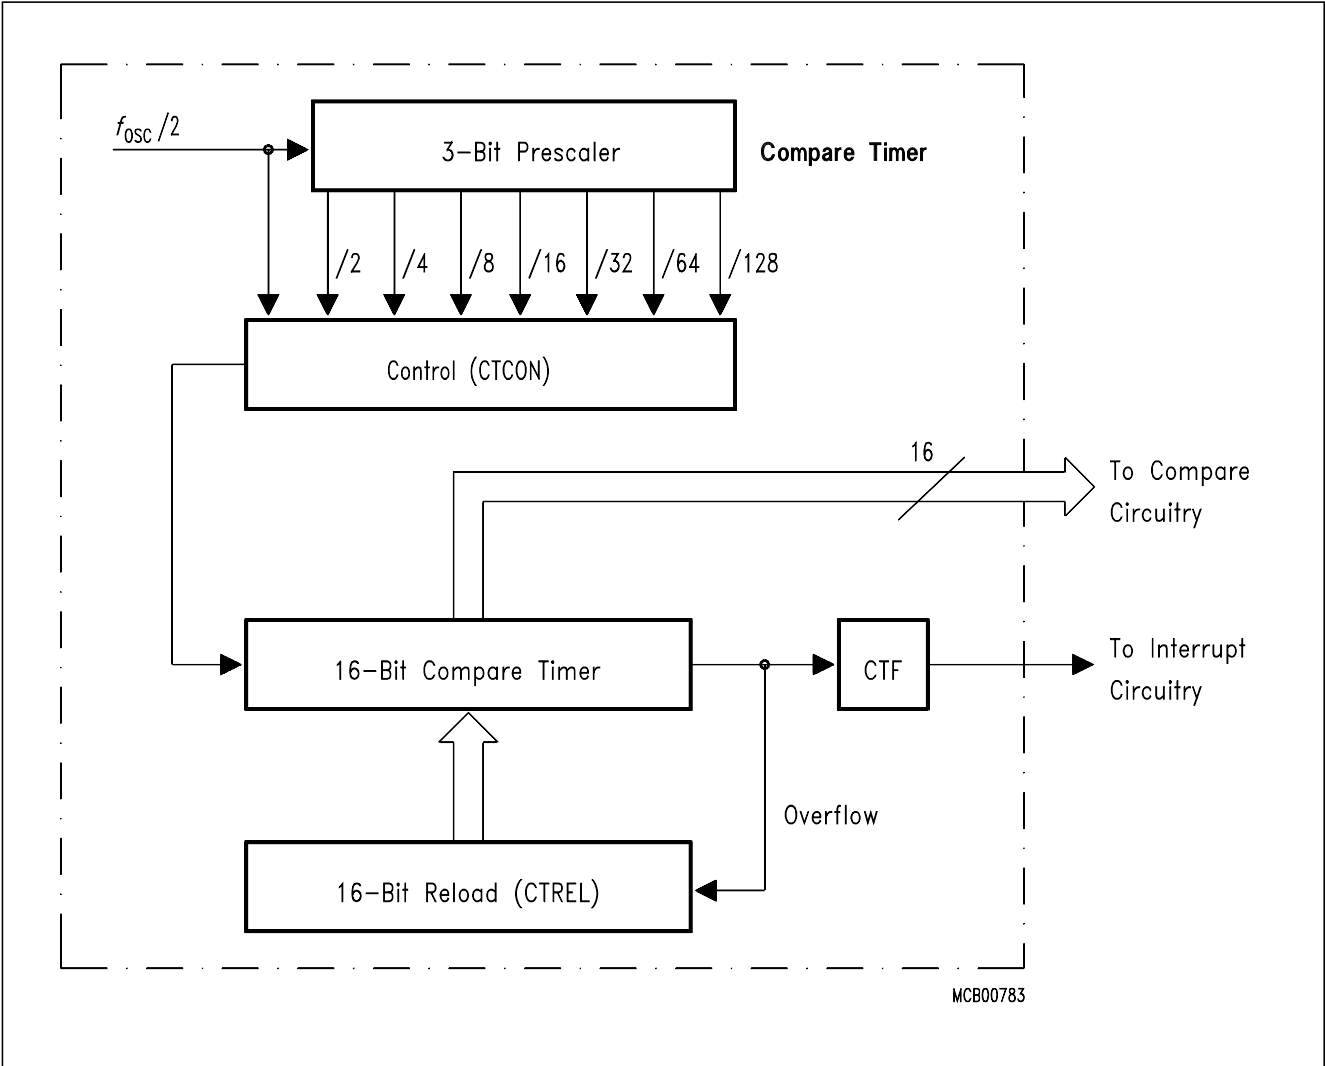 fOSC/2
3-Bit Prescaler
Compare Timer
/2
/4
/8
/16
/32
/64
/128
Control (CTCON)
16
To Compare
Circuitry
16-Bit Compare Timer
CTF
To Interrupt
Circuitry
Overflow
16-Bit Reload (CTREL)
MCB00783